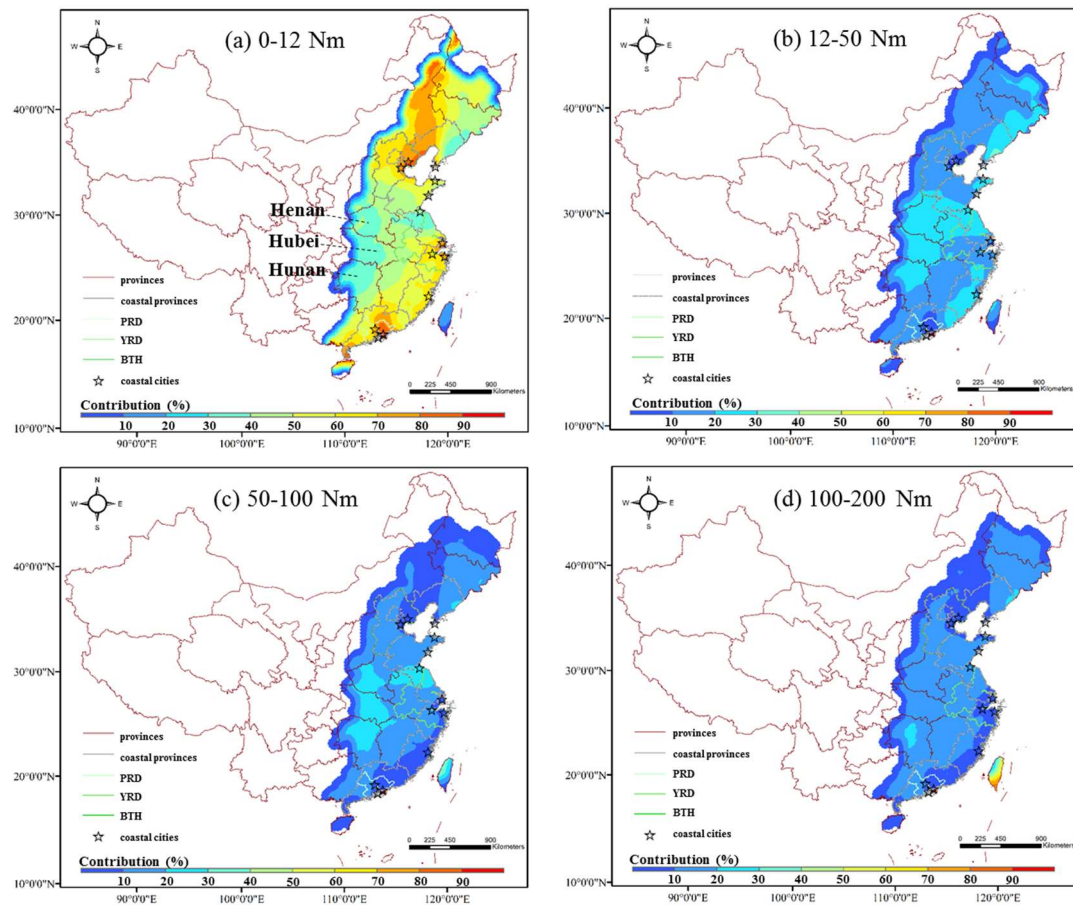 (a) 0-12 Nm
N
W E
S
40°0'0"N
30°0'0"N
20°0'0"N
10°0'0"N
Henan
Hubei
Hunan
provinces
coastal provinces
PRD
YRD
BTH
coastal cities
0 225 450 900
Kilometers
Contribution (%)
10 20 30 40 50 60 70 80 90
90°0'0"E 100°0'0"E 110°0'0"E 120°0'0"E
(b) 12-50 Nm
N
W E
S
40°0'0"N
30°0'0"N
20°0'0"N
10°0'0"N
provinces
coastal provinces
PRD
YRD
BTH
coastal cities
0 225 450 900
Kilometers
Contribution (%)
10 20 30 40 50 60 70 80 90
90°0'0"E 100°0'0"E 110°0'0"E 120°0'0"E
(c) 50-100 Nm
N
W E
S
40°0'0"N
30°0'0"N
20°0'0"N
10°0'0"N
provinces
coastal provinces
PRD
YRD
BTH
coastal cities
0 225 450 900
Kilometers
Contribution (%)
10 20 30 40 50 60 70 80 90
90°0'0"E 100°0'0"E 110°0'0"E 120°0'0"E
(d) 100-200 Nm
N
W E
S
40°0'0"N
30°0'0"N
20°0'0"N
10°0'0"N
provinces
coastal provinces
PRD
YRD
BTH
coastal cities
0 225 450 900
Kilometers
Contribution (%)
10 20 30 40 50 60 70 80 90
90°0'0"E 100°0'0"E 110°0'0"E 120°0'0"E